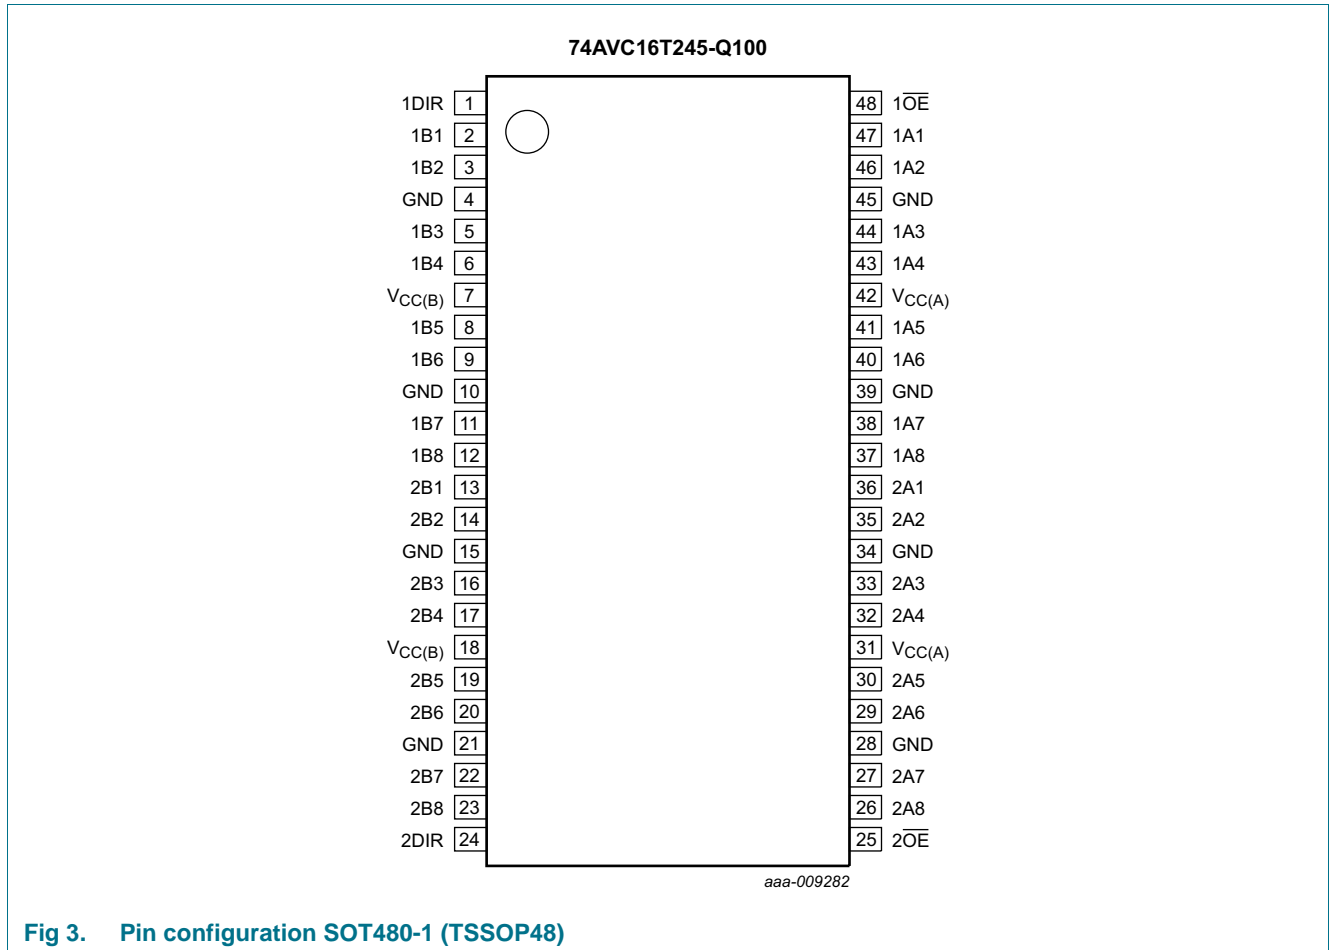 74AVC16T245-Q100
1DIR 1 48 1OE
1B1 2 47 1A1
1B2 3 46 1A2
GND 4 45 GND
1B3 5 44 1A3
1B4 6 43 1A4
VCC(B) 7 42 VCC(A)
1B5 8 41 1A5
1B6 9 40 1A6
GND 10 39 GND
1B7 11 38 1A7
1B8 12 37 1A8
2B1 13 36 2A1
2B2 14 35 2A2
GND 15 34 GND
2B3 16 33 2A3
2B4 17 32 2A4
VCC(B) 18 31 VCC(A)
2B5 19 30 2A5
2B6 20 29 2A6
GND 21 28 GND
2B7 22 27 2A7
2B8 23 26 2A8
2DIR 24 25 2OE
aaa-009282
Fig 3. Pin configuration SOT480-1 (TSSOP48)